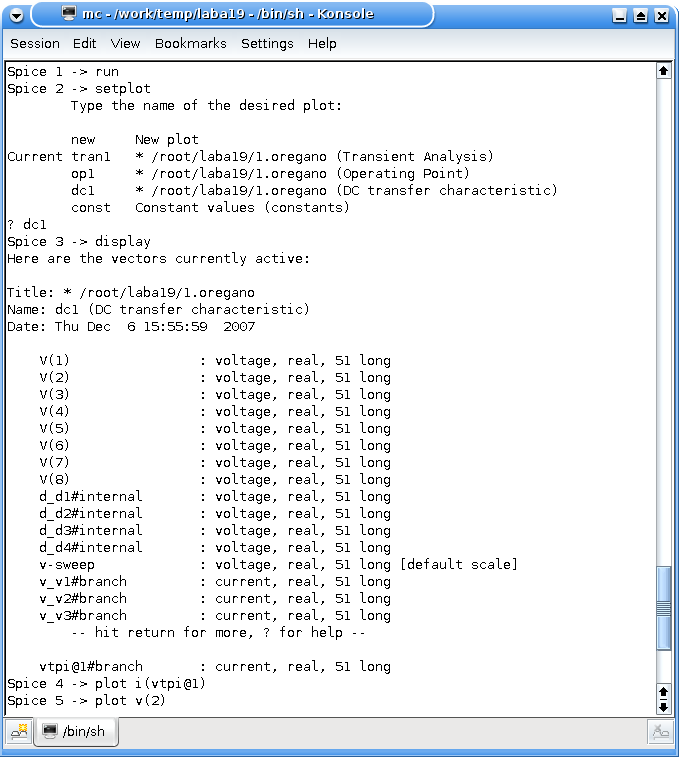 mc - /work/temp/laba19 - /bin/sh - Konsole
Session Edit View Bookmarks Settings Help
Spice 1 -> run
Spice 2 -> setplot
Type the name of the desired plot:
new New plot
Current tran1 * /root/laba19/1.oregano (Transient Analysis)
op1 * /root/laba19/1.oregano (Operating Point)
dc1 * /root/laba19/1.oregano (DC transfer characteristic)
const Constant values (constants)
? dc1
Spice 3 -> display
Here are the vectors currently active:
Title: * /root/laba19/1.oregano
Name: dc1 (DC transfer characteristic)
Date: Thu Dec 6 15:55:59 2007
V(1) : voltage, real, 51 long
V(2) : voltage, real, 51 long
V(3) : voltage, real, 51 long
V(4) : voltage, real, 51 long
V(5) : voltage, real, 51 long
V(6) : voltage, real, 51 long
V(7) : voltage, real, 51 long
V(8) : voltage, real, 51 long
d_d1#internal : voltage, real, 51 long
d_d2#internal : voltage, real, 51 long
d_d3#internal : voltage, real, 51 long
d_d4#internal : voltage, real, 51 long
v-sweep : voltage, real, 51 long [default scale]
v_v1#branch : current, real, 51 long
v_v2#branch : current, real, 51 long
v_v3#branch : current, real, 51 long
-- hit return for more, ? for help --
vtpi@1#branch : current, real, 51 long
Spice 4 -> plot i(vtpi@1)
Spice 5 -> plot v(2)
/bin/sh